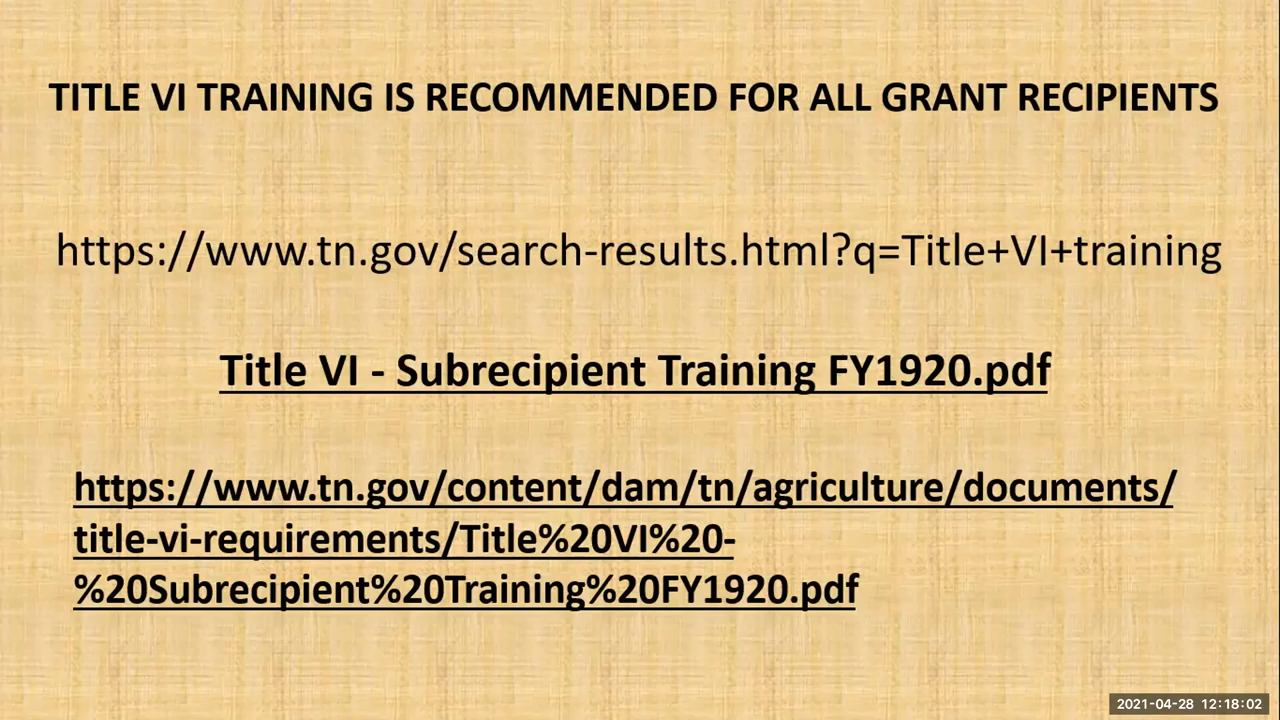 TITLE VI TRAINING IS RECOMMENDED FOR ALL GRANT RECIPIENTS
https://www.tn.gov/search-results.html?q=Title+VI+training
Title VI - Subrecipient Training FY1920.pdf
https://www.tn.gov/content/dam/tn/agriculture/documents/
title-vi-requirements/Title%20VI%20-
%20Subrecipient%20Training%20FY1920.pdf
2021-04-28 12:18:02